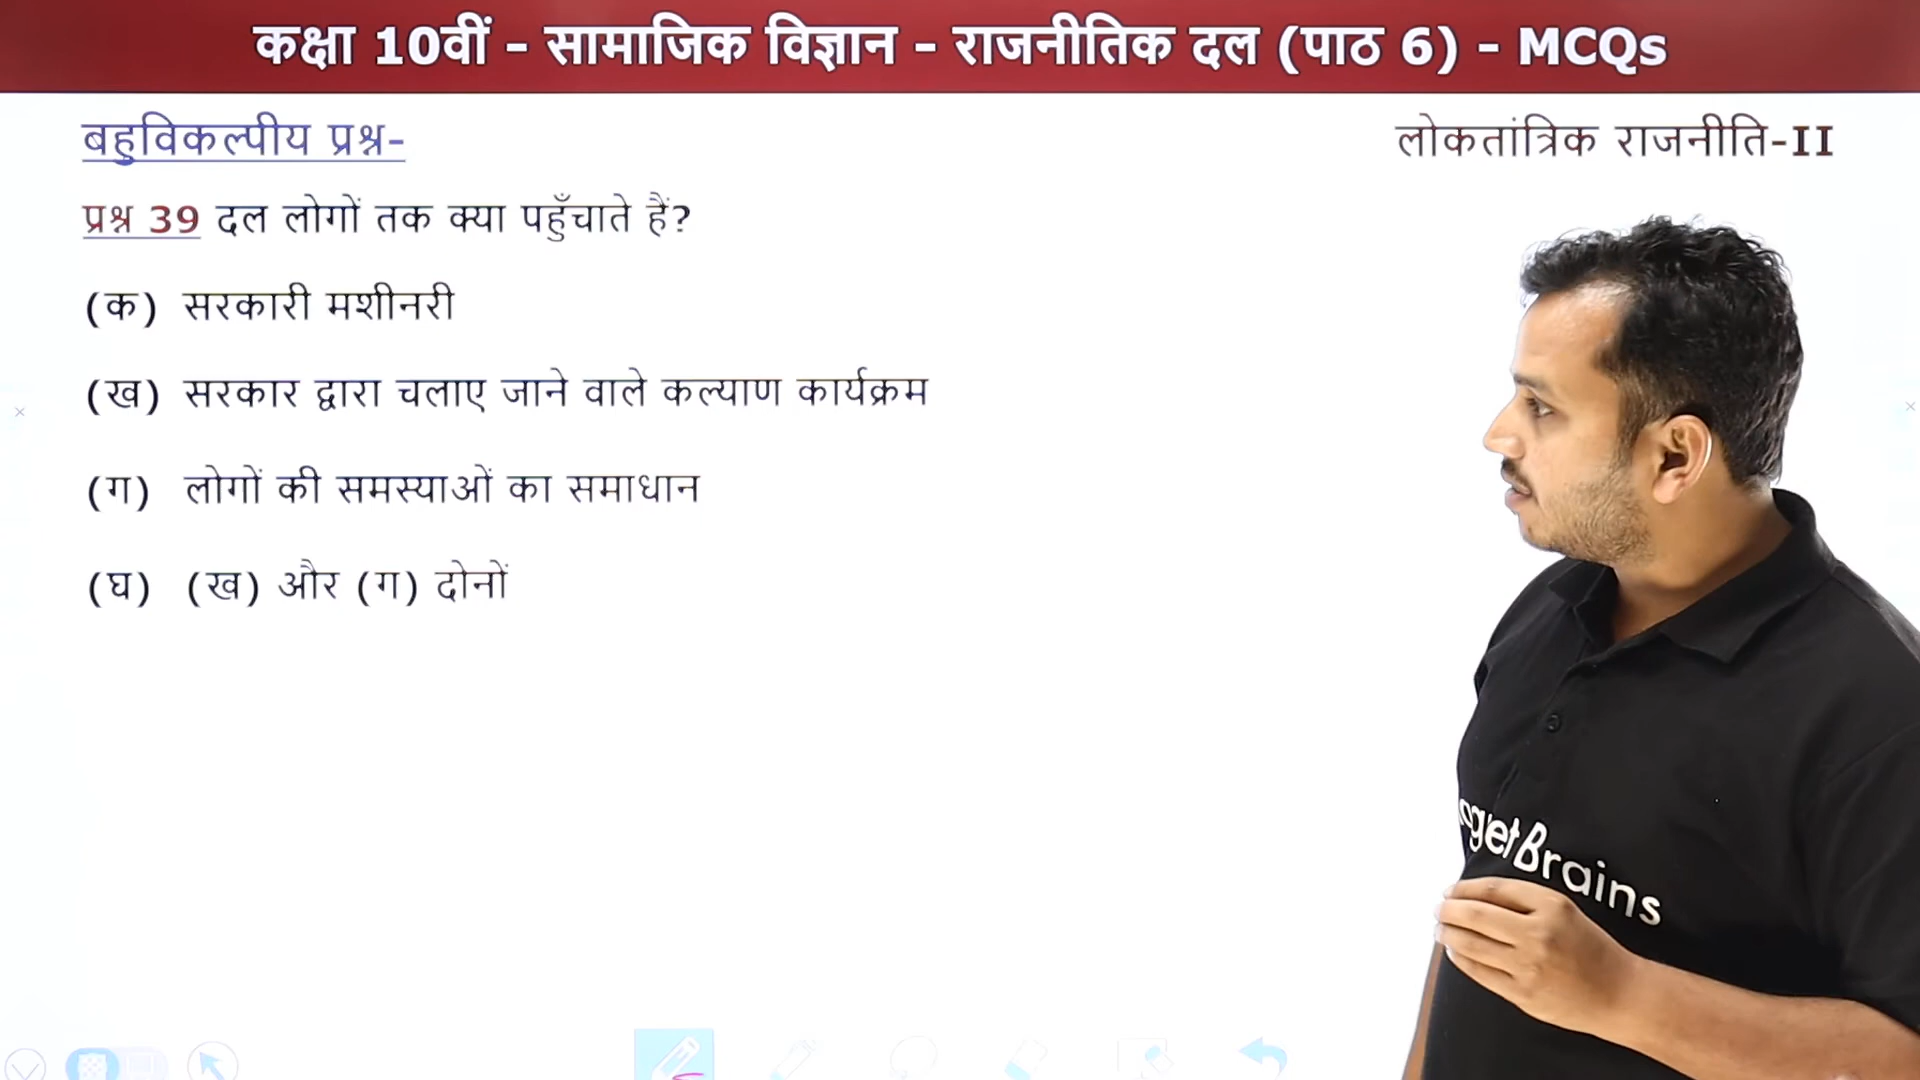 कक्षा 10वीं - सामाजिक विज्ञान - राजनीतिक दल (पाठ 6) - MCQs
बहुविकल्पीय प्रश्न-
लोकतांत्रिक राजनीति-II
प्रश्न 39 दल लोगों तक क्या पहुँचाते हैं?
(क) सरकारी मशीनरी
(ख) सरकार द्वारा चलाए जाने वाले कल्याण कार्यक्रम
(ग) लोगों की समस्याओं का समाधान
(घ) (ख) और (ग) दोनों
Brains